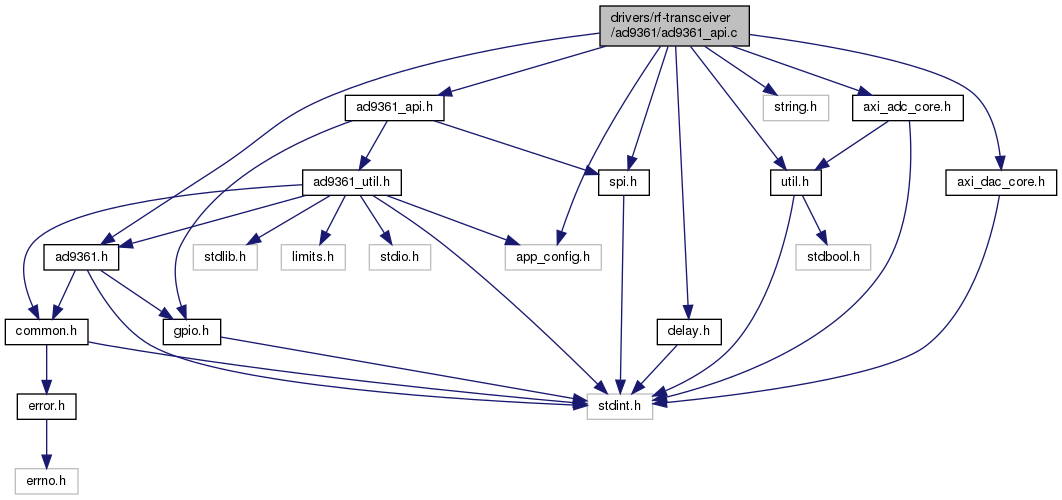 drivers/rf-transceiver
/ad9361/ad9361_api.c
ad9361_api.h
string.h
axi_adc_core.h
ad9361_util.h
spi.h
util.h
axi_dac_core.h
ad9361.h
stdlib.h
limits.h
stdio.h
app_config.h
stdbool.h
common.h
gpio.h
delay.h
error.h
stdint.h
errno.h